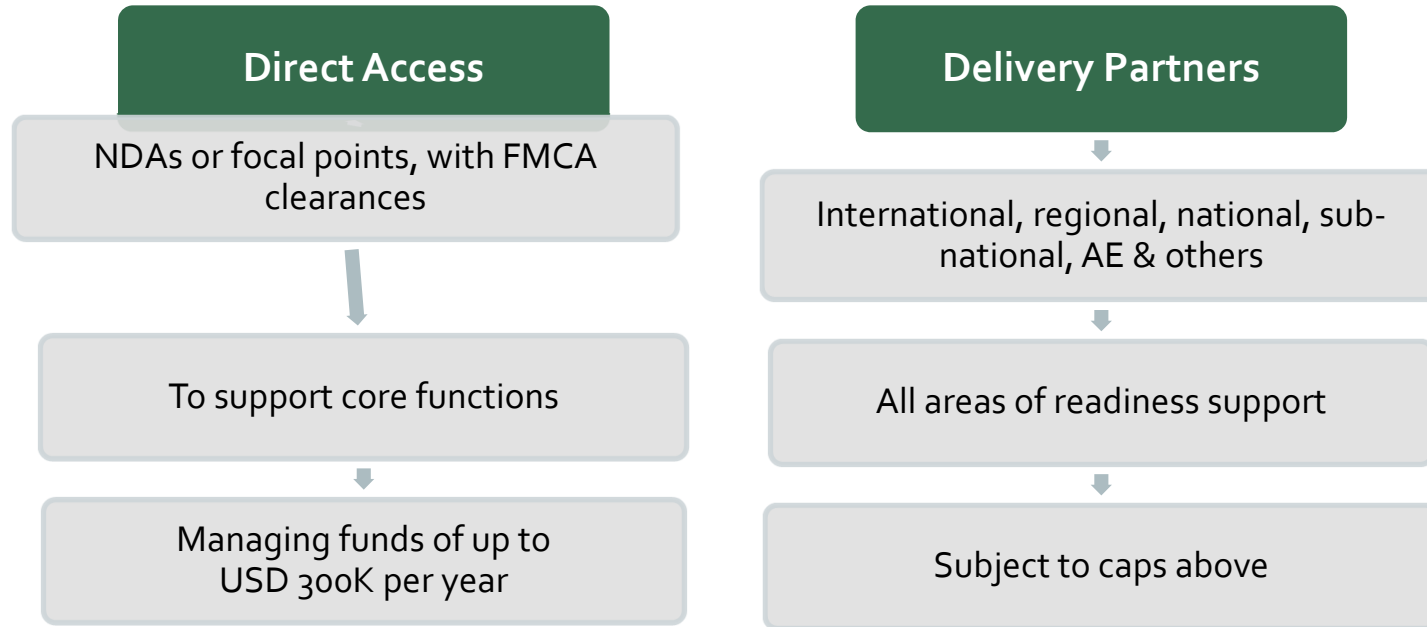 Direct Access
NDAs or focal points, with FMCA
clearances
To support core functions
Managing funds of up to
USD 300K per year
Delivery Partners
International, regional, national, sub-
national, AE & others
All areas of readiness support
Subject to caps above